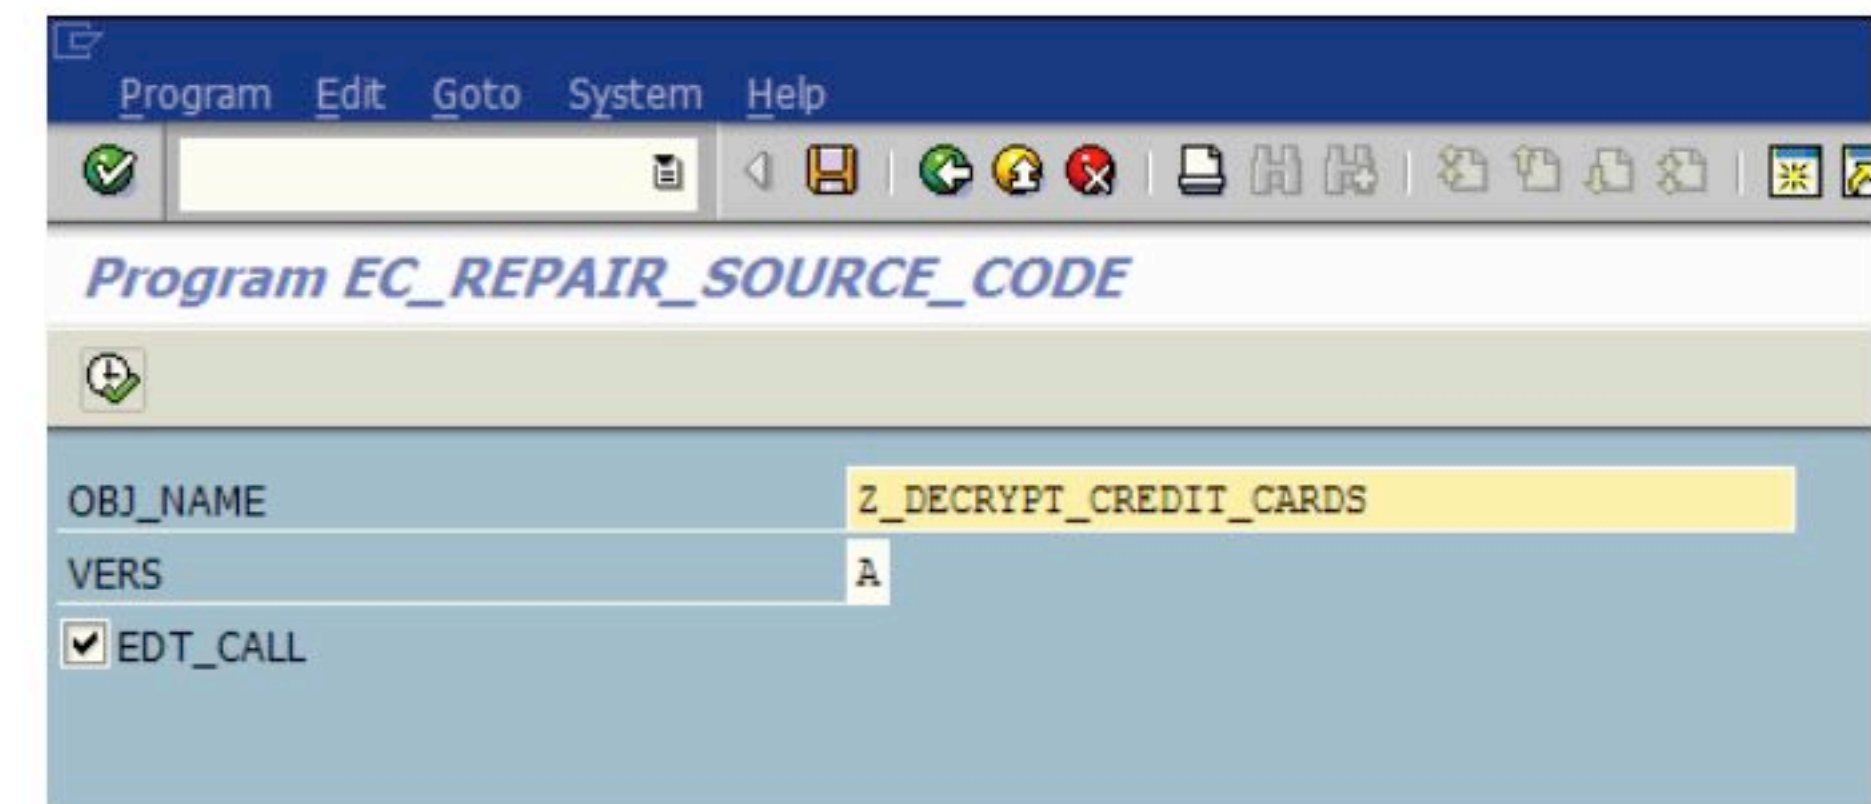 Program Edit Goto System Help
Program EC_REPAIR_SOURCE_CODE
OBJ_NAME Z_DECRYPT_CREDIT_CARDS
VERS A
EDT_CALL